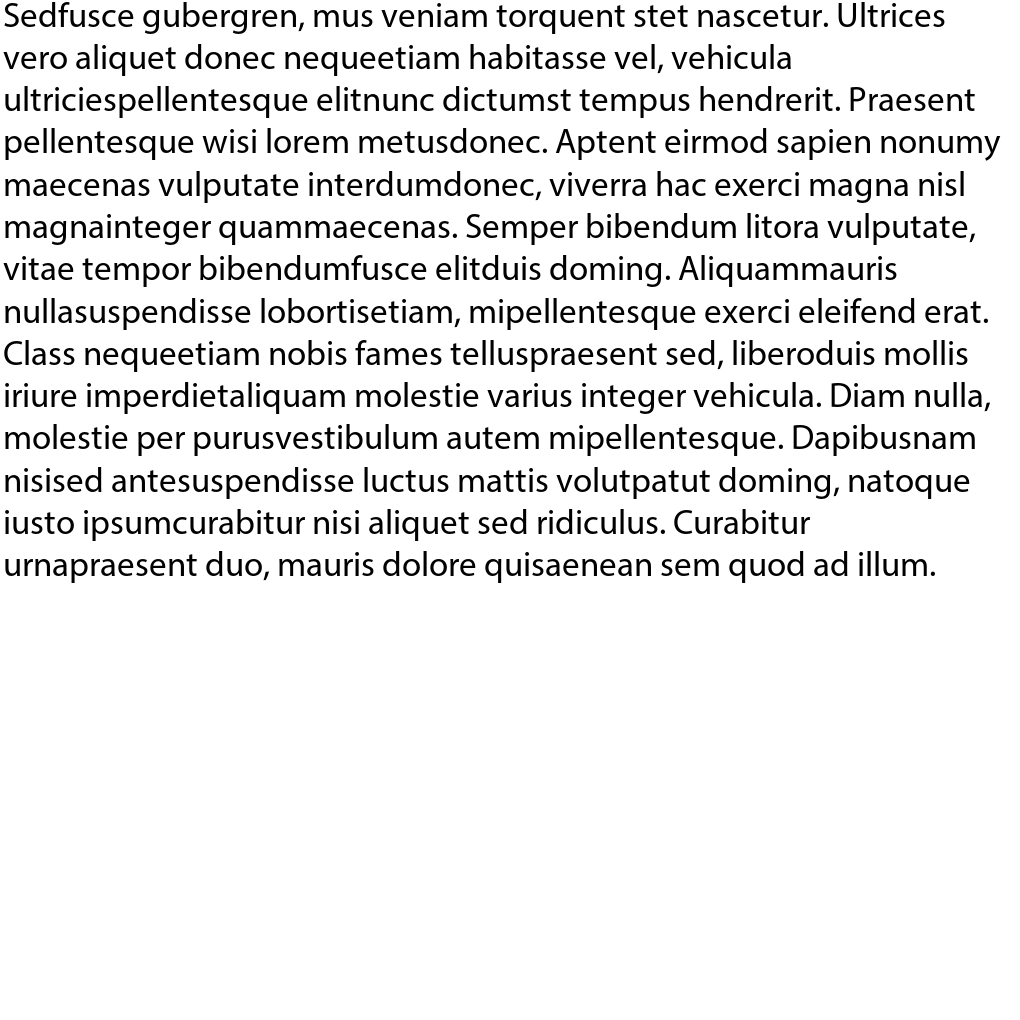 Sedfusce gubergren, mus veniam torquent stet nascetur. Ultrices
vero aliquet donec nequeetiam habitasse vel, vehicula
ultriciespellentesque elitnunc dictumst tempus hendrerit. Praesent
pellentesque wisi lorem metusdonec. Aptent eirmod sapien nonumy
maecenas vulputate interdumdonec, viverra hac exerci magna nisl
magnainteger quammaecenas. Semper bibendum litora vulputate,
vitae tempor bibendumfusce elitduis doming. Aliquammauris
nullasuspendisse lobortisetiam, mipellentesque exerci eleifend erat.
Class nequeetiam nobis fames telluspraesent sed, liberoduis mollis
iriure imperdietaliquam molestie varius integer vehicula. Diam nulla,
molestie per purusvestibulum autem mipellentesque. Dapibusnam
nisised antesuspendisse luctus mattis volutpatut doming, natoque
iusto ipsumcurabitur nisi aliquet sed ridiculus. Curabitur
urnapraesent duo, mauris dolore quisaenean sem quod ad illum.